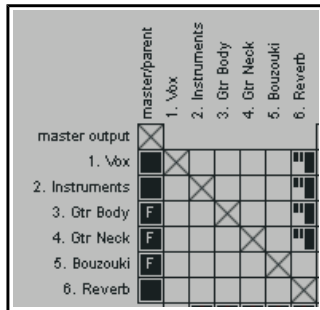 master/parent
1. Vox
2. Instruments
3. Gtr Body
4. Gtr Neck
5. Bouzouki
6. Reverb
master output
1. Vox
2. Instruments
3. Gtr Body
F
4. Gtr Neck
F
5. Bouzouki
F
6. Reverb